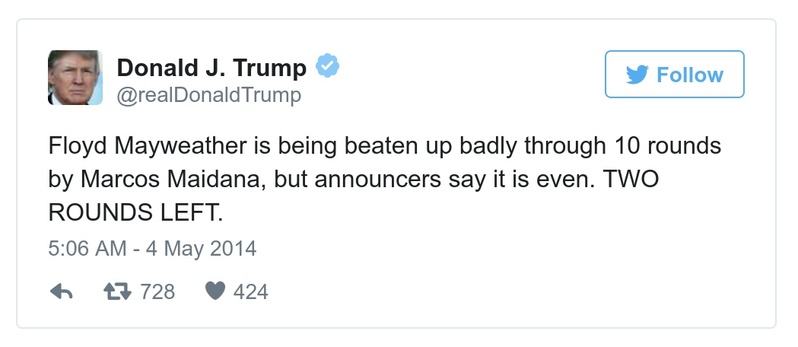 Donald J. Trump
Follow
@realDonaldTrump
Floyd Mayweather is being beaten up badly through 10 rounds
by Marcos Maidana, but announcers say it is even. TWO
ROUNDS LEFT.
5:06 AM - 4 May 2014
728 424